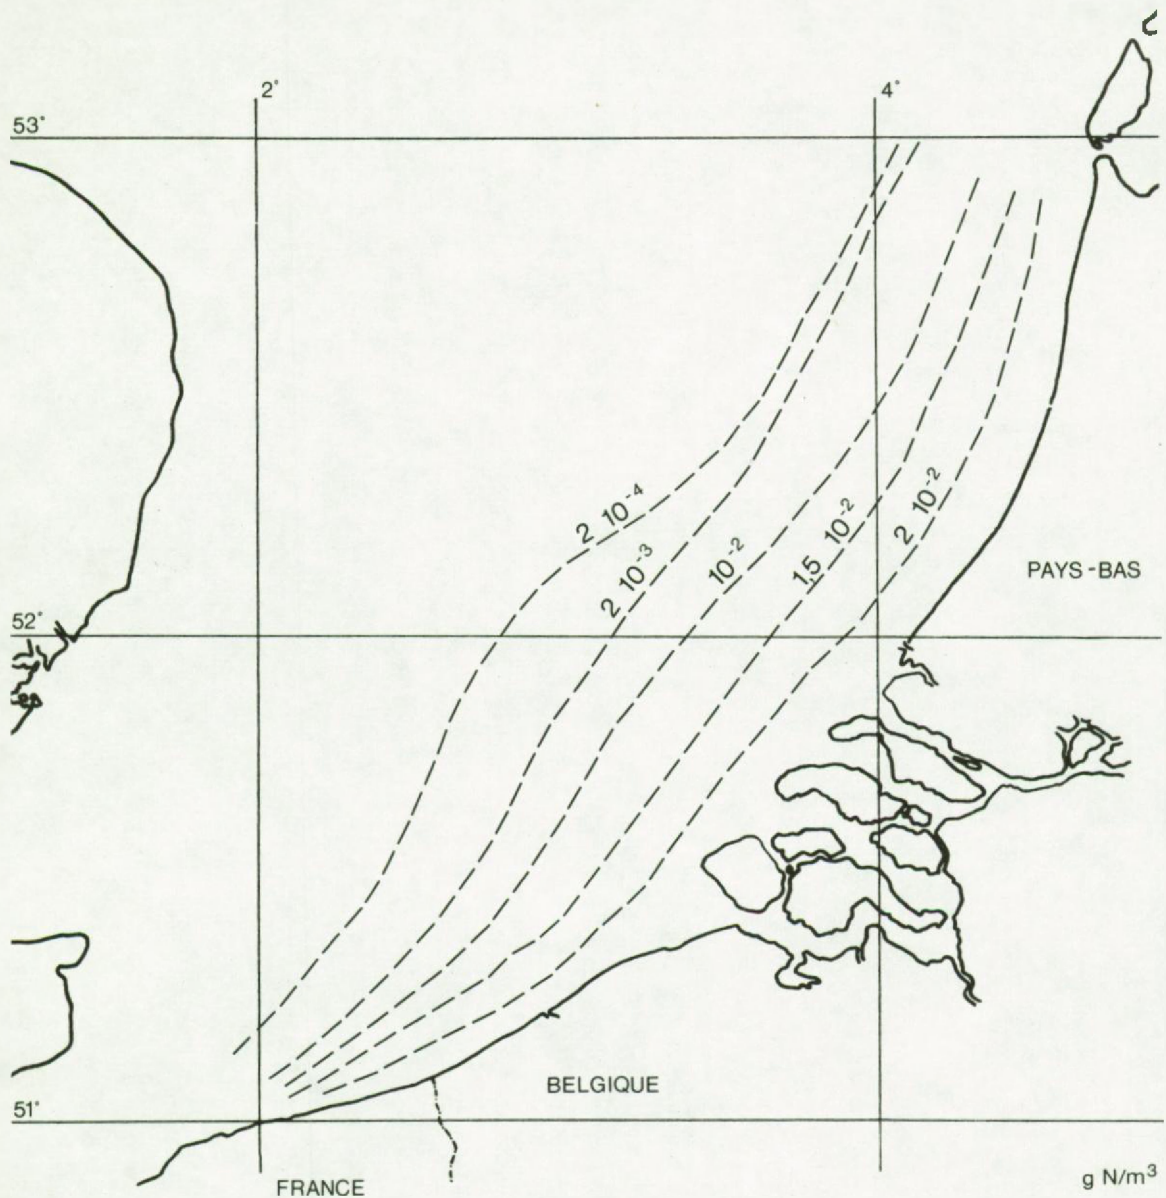 2°
4°
53°
2 10⁻⁴
2 10⁻³
10⁻²
1,5 10⁻²
2 10⁻²
PAYS-BAS
52°
BELGIQUE
51°
FRANCE
g N/m³